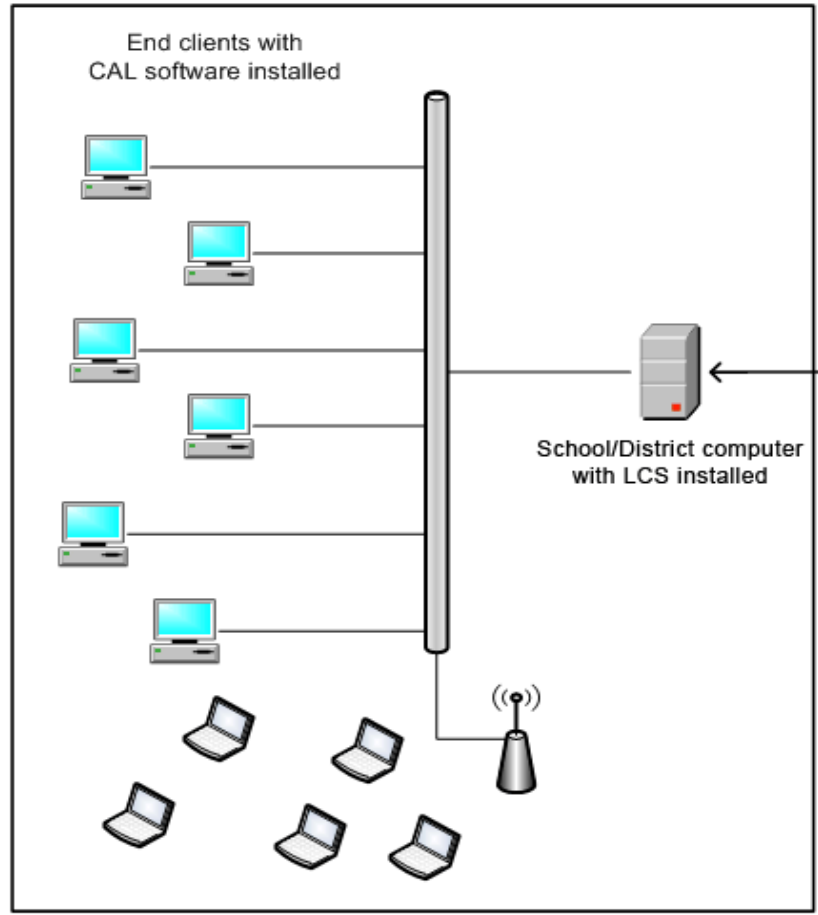 End clients with
CAL software installed
School/District computer
with LCS installed